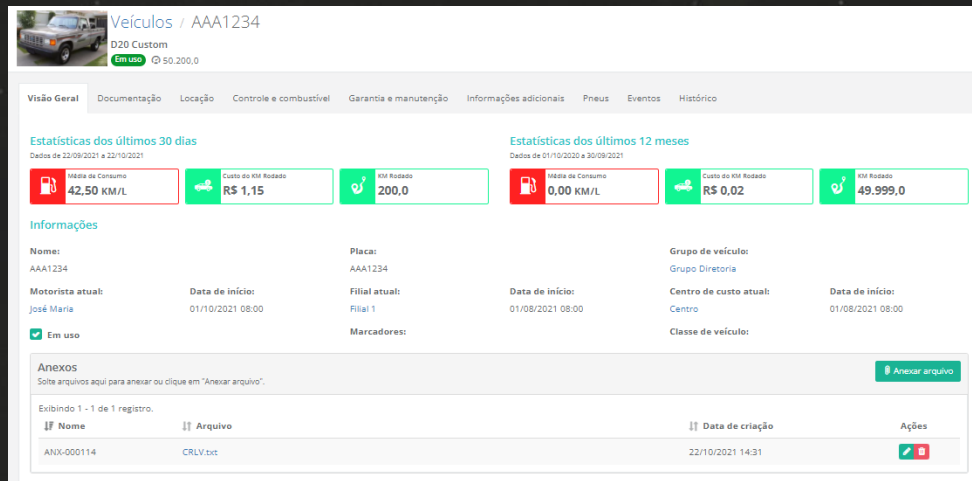 Veículos / AAA1234
D20 Custom
Em uso 50.200,0
Visão Geral Documentação Locação Controle e combustível Garantia e manutenção Informações adicionais Pneus Eventos Histórico
Estatísticas dos últimos 30 dias
Dados de 22/09/2021 a 22/10/2021
Média de Consumo
42,50 KM/L
Custo do KM Rodado
R$ 1,15
KM Rodado
200,0
Estatísticas dos últimos 12 meses
Dados de 01/10/2020 a 30/09/2021
Média de Consumo
0,00 KM/L
Custo do KM Rodado
R$ 0,02
KM Rodado
49.999,0
Informações
Nome: Placa: Grupo de veículo:
AAA1234 AAA1234 Grupo Diretoria
Motorista atual: Data de início: Filial atual: Data de início: Centro de custo atual: Data de início:
José Maria 01/10/2021 08:00 Filial 1 01/08/2021 08:00 Centro 01/08/2021 08:00
Em uso Marcadores: Classe de veículo:
Anexos
Solte arquivos aqui para anexar ou clique em "Anexar arquivo".
Anexar arquivo
Exibindo 1 - 1 de 1 registro.
Nome Arquivo Data de criação Ações
ANX-000114 CRLV.txt 22/10/2021 14:31